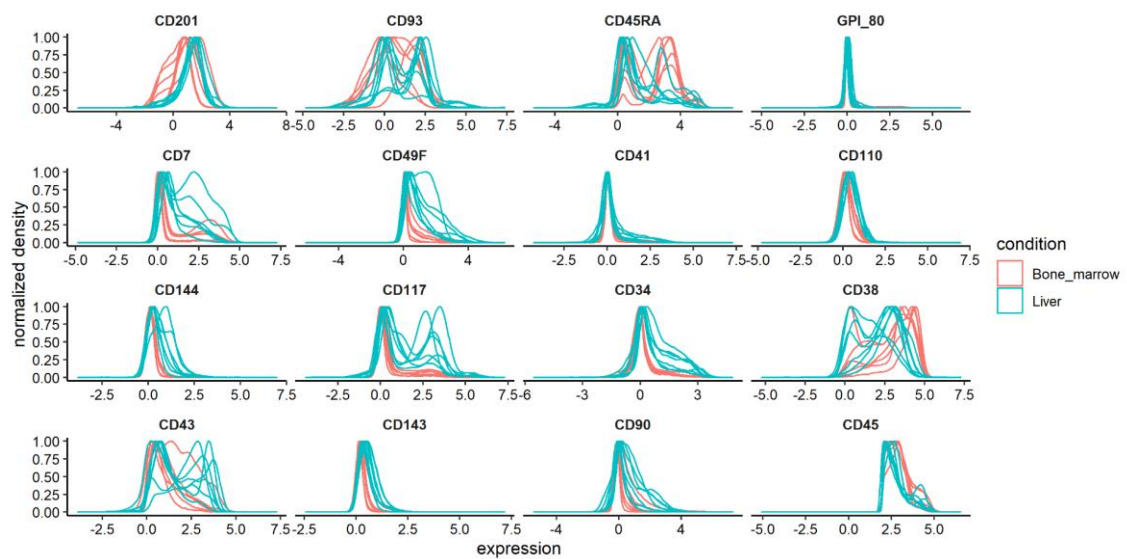 CD201 CD93 CD45RA GPI_80
1.00
0.75
0.50
0.25
0.00
-4 0 4 8 -5.0 -2.5 0.0 2.5 5.0 7.5 -4 0 4 -5.0 -2.5 0.0 2.5 5.0
CD7 CD49F CD41 CD110
1.00
0.75
0.50
0.25
0.00
-5.0 -2.5 0.0 2.5 5.0 7.5 -4 0 4 -5.0 -2.5 0.0 2.5 5.0 -5.0 -2.5 0.0 2.5 5.0 7.5
CD144 CD117 CD34 CD38
1.00
0.75
0.50
0.25
0.00
-2.5 0.0 2.5 5.0 7.5 -2.5 0.0 2.5 5.0 7.5 -6 -3 0 3 -5.0 -2.5 0.0 2.5 5.0 7.5
CD43 CD143 CD90 CD45
1.00
0.75
0.50
0.25
0.00
-2.5 0.0 2.5 5.0 7.5 -5.0 -2.5 0.0 2.5 5.0 7.5 -4 0 4 -5.0 -2.5 0.0 2.5 5.0 7.5
normalized density
expression
condition
Bone_marrow
Liver